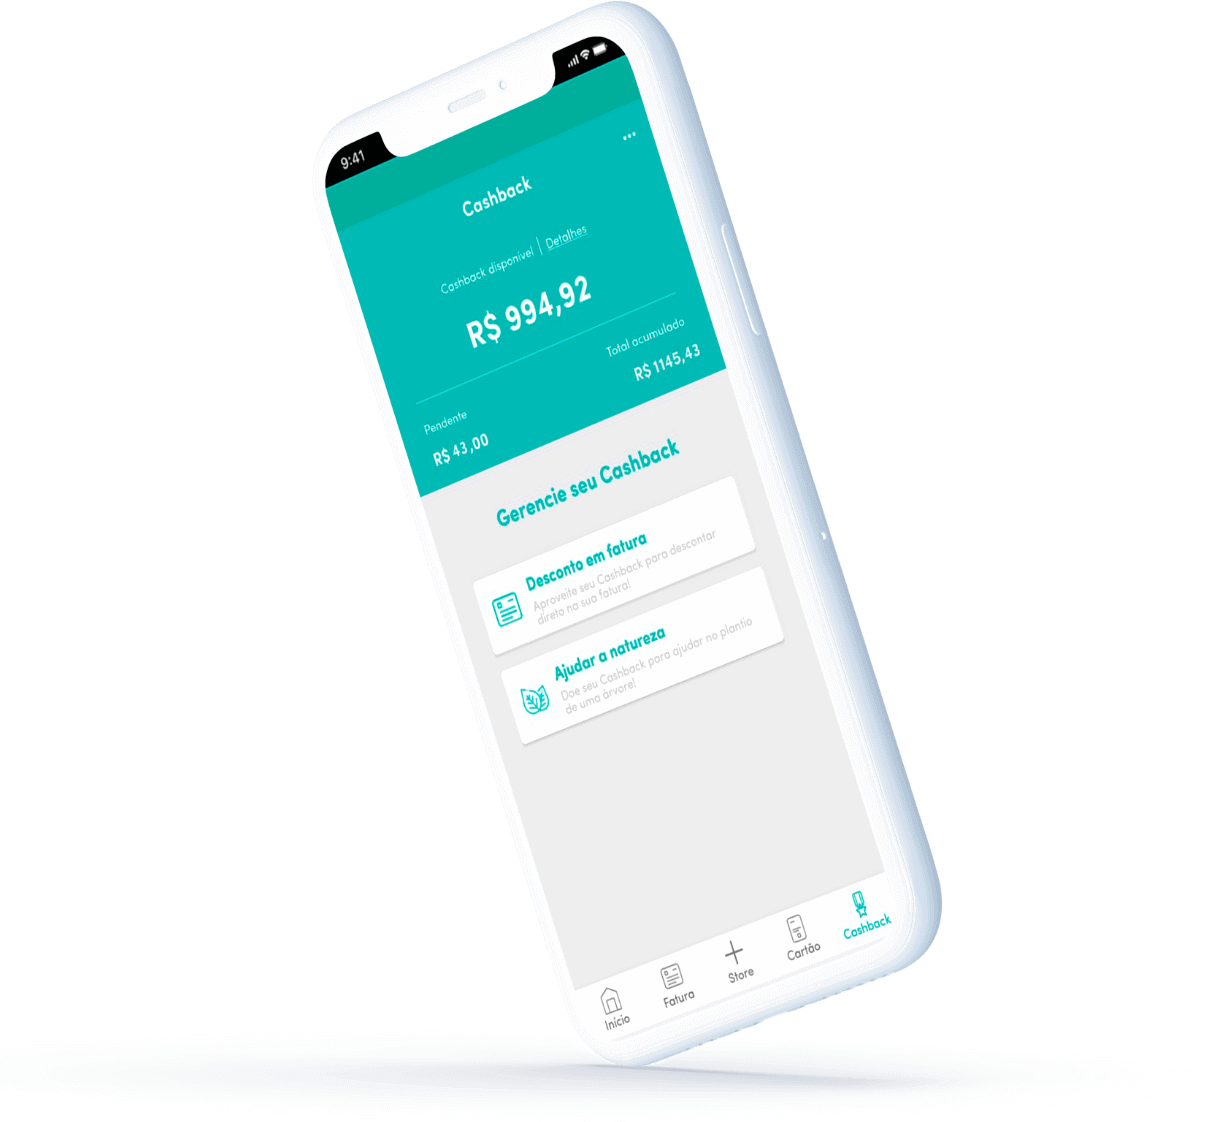 9:41
Cashback
Cashback disponível | Detalhes
R$ 994,92
Pendente
R$ 43,00
Total acumulado
R$ 1145,43
Gerencie seu Cashback
Desconto em fatura
Aproveite seu Cashback para descontar
direto na sua fatura!
Ajudar a natureza
Doe seu Cashback para ajudar no plantio
de uma árvore!
Início
Fatura
Store
Cartão
Cashback